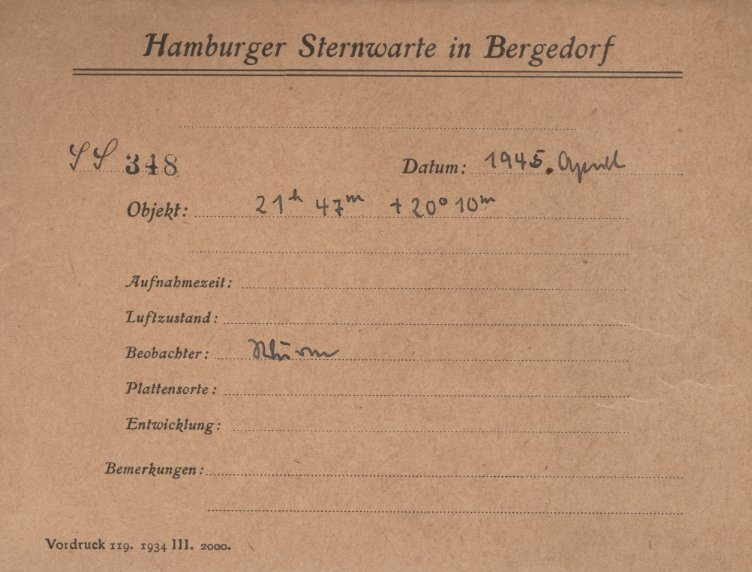 Hamburger Sternwarte in Bergedorf
SS 348 Datum: 1945. April
Objekt: 21ʰ 47ᵐ +20° 10ᵐ
Aufnahmezeit:
Luftzustand:
Beobachter:
Plattensorte:
Entwicklung:
Bemerkungen:
Vordruck 119. 1934 III. 2000.